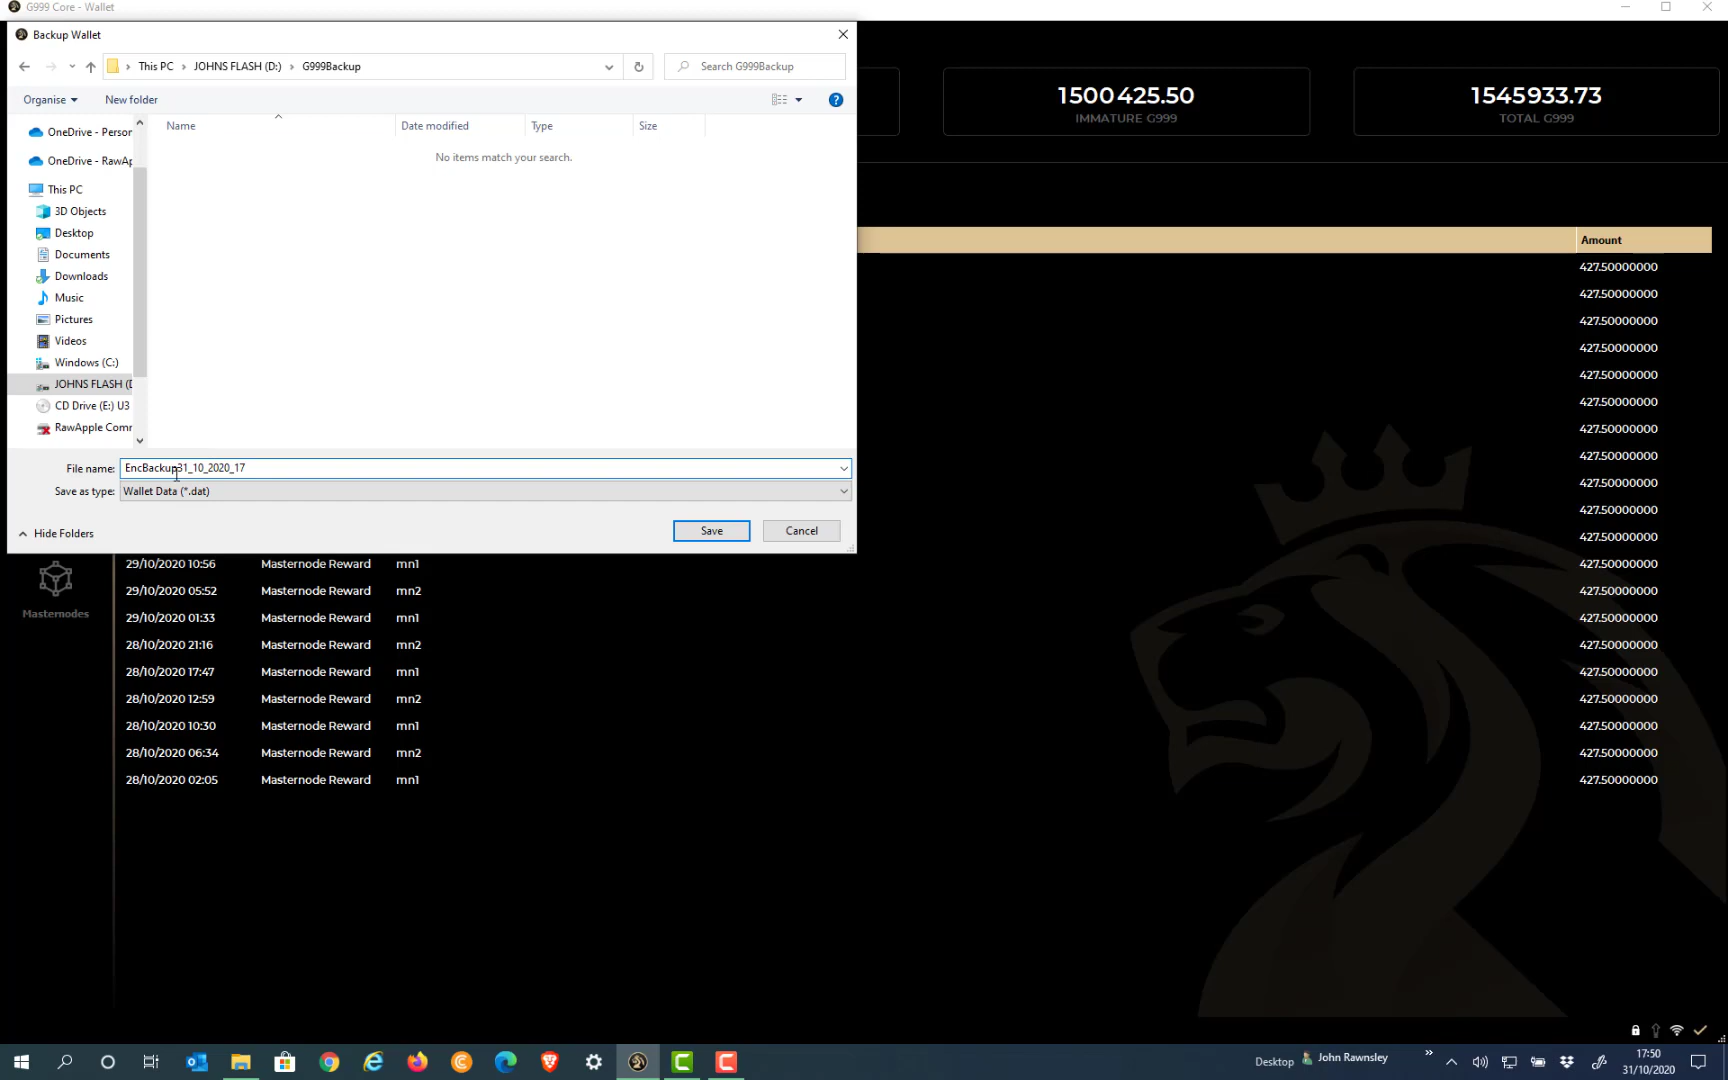 G999 Core - Wallet
Backup Wallet
This PC > JOHNS FLASH (D:) > G999Backup
Search G999Backup
Organise
New folder
Name
Date modified
Type
Size
No items match your search.
OneDrive - Person
OneDrive - RawAp
This PC
3D Objects
Desktop
Documents
Downloads
Music
Pictures
Videos
Windows (C:)
JOHNS FLASH (D
CD Drive (E:) U3
RawApple Comm
File name:
EncBackup31_10_2020_17
Save as type:
Wallet Data (*.dat)
Hide Folders
Save
Cancel
1500 425.50
IMMATURE G999
1545 933.73
TOTAL G999
Amount
427.50000000
427.50000000
427.50000000
427.50000000
427.50000000
427.50000000
427.50000000
427.50000000
427.50000000
427.50000000
427.50000000
Masternodes
29/10/2020 10:56 Masternode Reward mn1 427.50000000
29/10/2020 05:52 Masternode Reward mn2 427.50000000
29/10/2020 01:33 Masternode Reward mn1 427.50000000
28/10/2020 21:16 Masternode Reward mn2 427.50000000
28/10/2020 17:47 Masternode Reward mn1 427.50000000
28/10/2020 12:59 Masternode Reward mn2 427.50000000
28/10/2020 10:30 Masternode Reward mn1 427.50000000
28/10/2020 06:34 Masternode Reward mn2 427.50000000
28/10/2020 02:05 Masternode Reward mn1 427.50000000
Desktop
John Rawnsley
17:50
31/10/2020